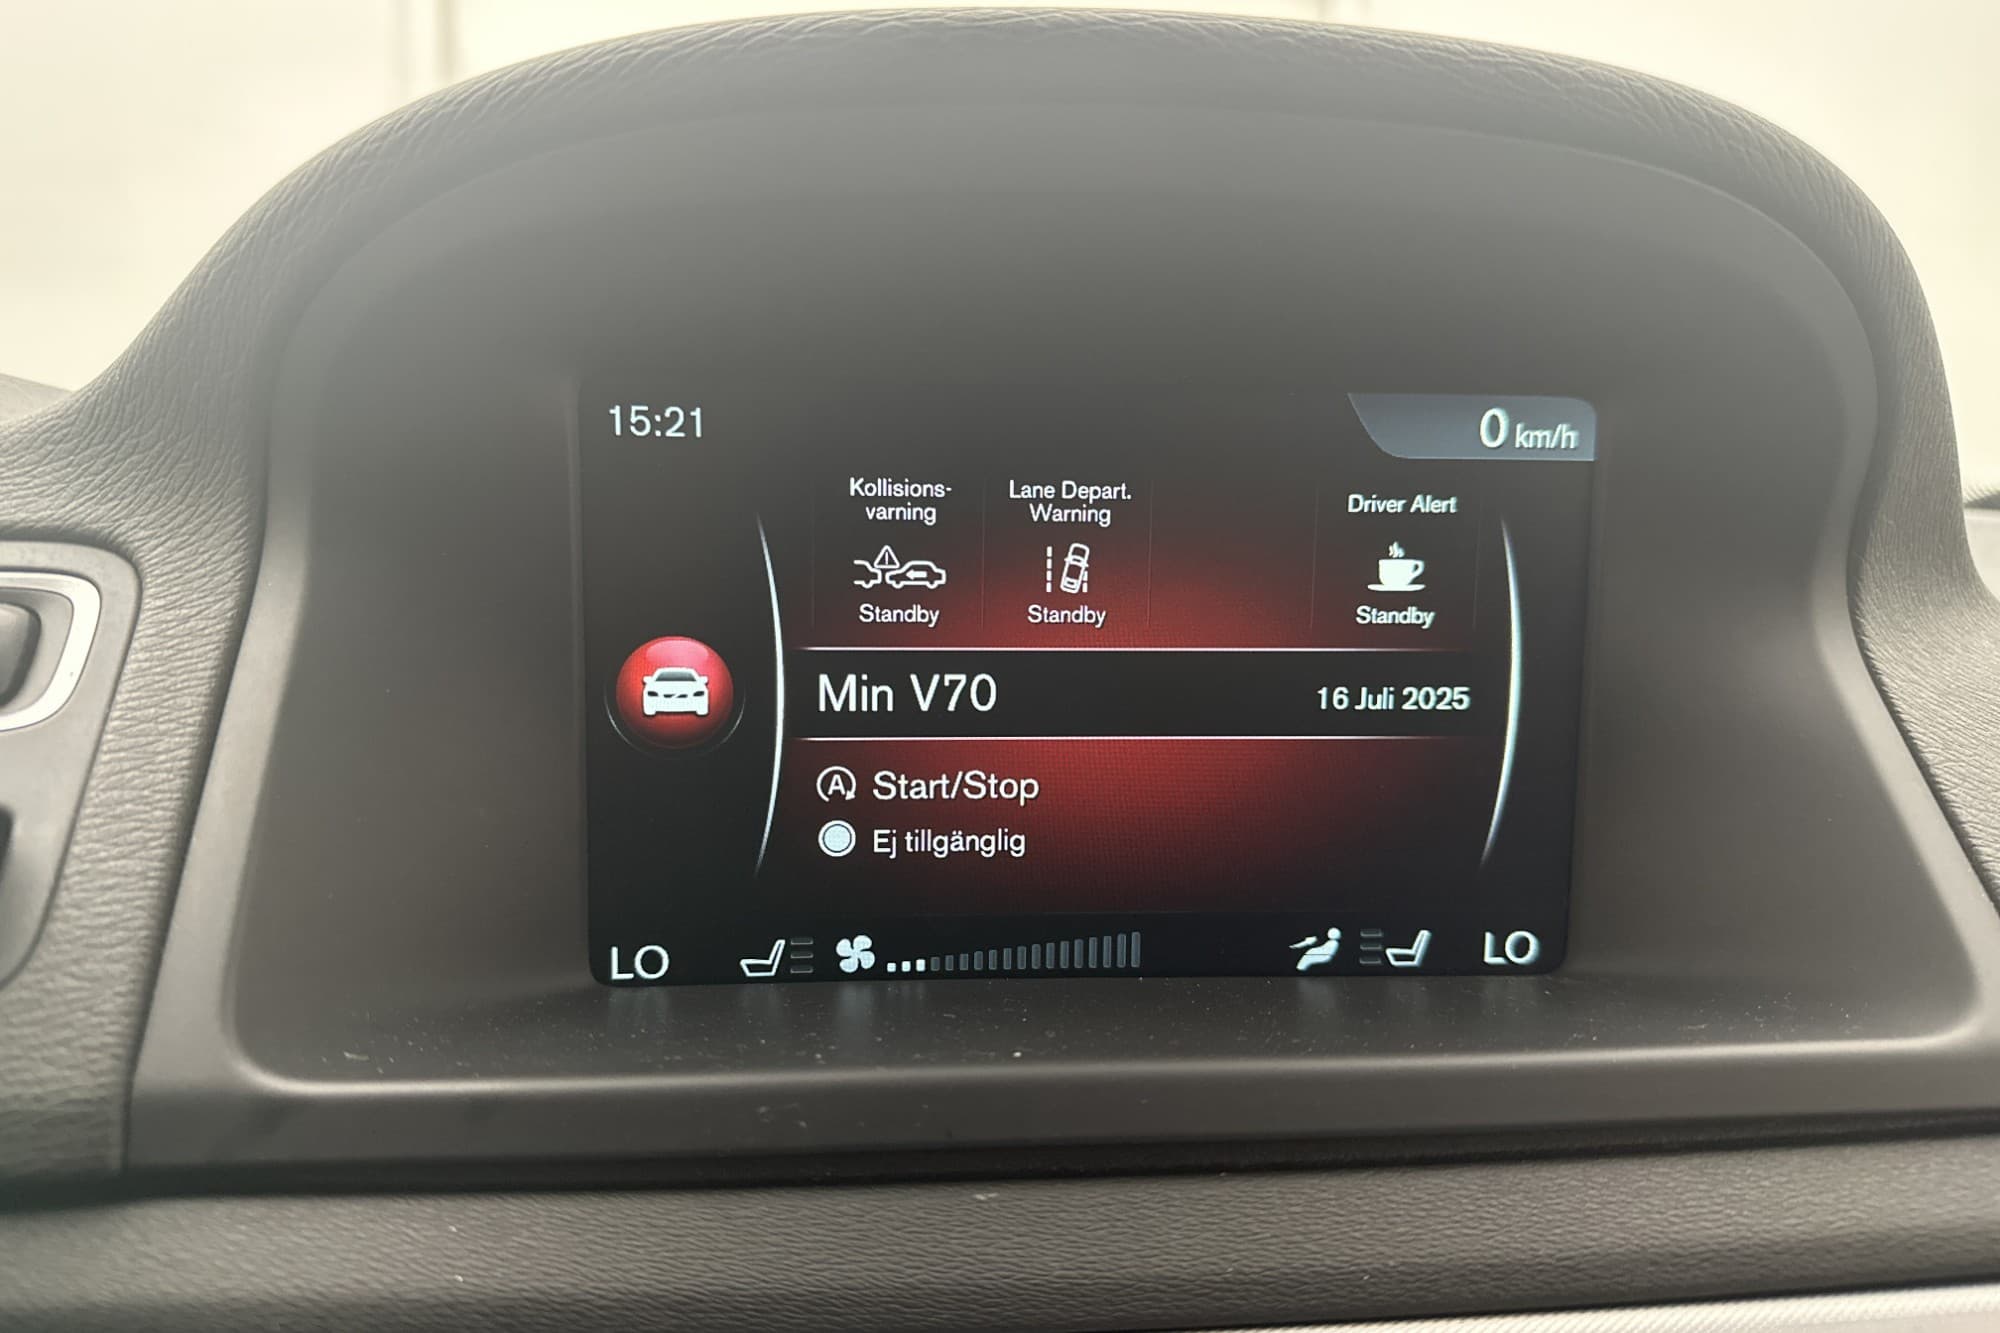 15:21
0 km/h
Kollisions-
varning
Standby
Lane Depart.
Warning
Standby
Driver Alert
Standby
Min V70
16 Juli 2025
A Start/Stop
Ej tillgänglig
LO
LO